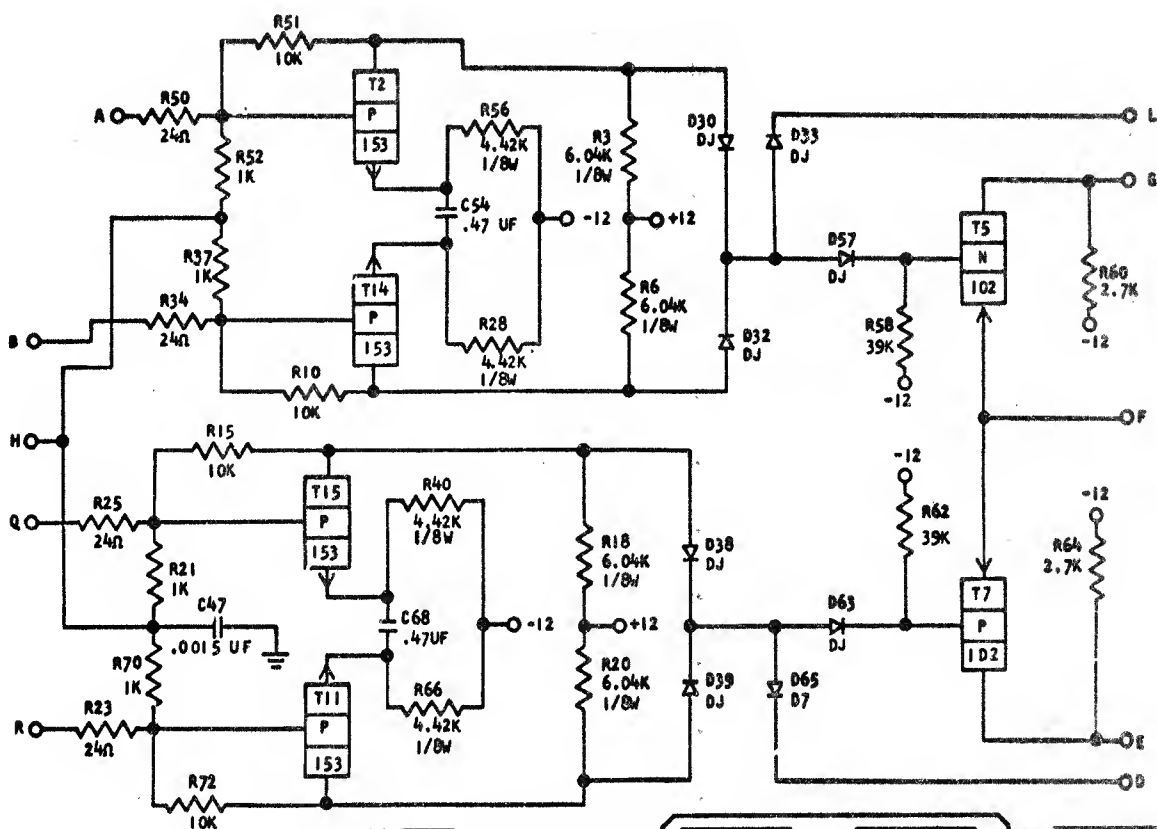 R51
10K
T2
P
153
A
R50
24Ω
R52
1K
R56
4.42K
1/8W
C54
.47 UF
-12
R3
6.04K
1/8W
+12
D30
DJ
D33
DJ
L
G
T5
N
102
D57
DJ
R60
2.7K
-12
R37
1K
R34
24Ω
B
T14
P
153
R28
4.42K
1/8W
R6
6.04K
1/8W
D32
DJ
R58
39K
-12
R10
10K
F
H
R15
10K
T15
P
153
R40
4.42K
1/8W
-12
R62
39K
-12
R64
2.7K
Q
R25
24Ω
R21
1K
R18
6.04K
1/8W
D38
DJ
C47
.0015 UF
C68
.47UF
-12
+12
D63
DJ
T7
P
1D2
R70
1K
R20
6.04K
1/8W
D39
DJ
D65
D7
R
R23
24Ω
T11
P
153
R66
4.42K
1/8W
E
D
R72
10K